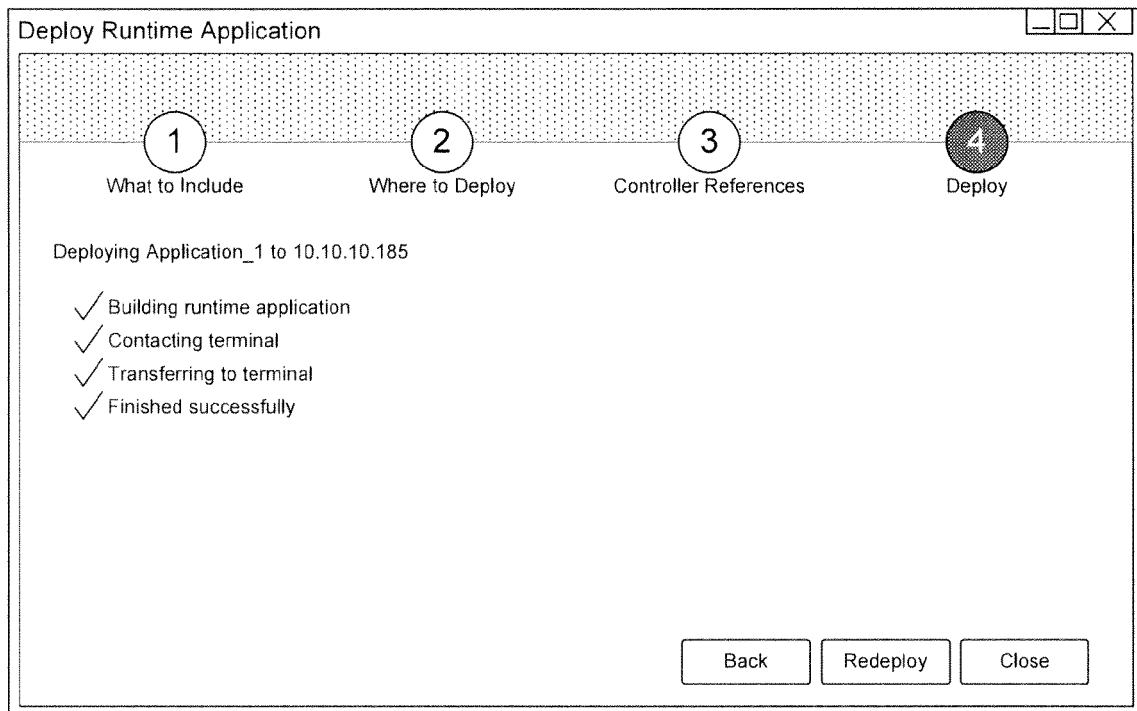 Deploy Runtime Application
1 2 3 4
What to Include Where to Deploy Controller References Deploy
Deploying Application_1 to 10.10.10.185
Building runtime application
Contacting terminal
Transferring to terminal
Finished successfully
Back Redeploy Close